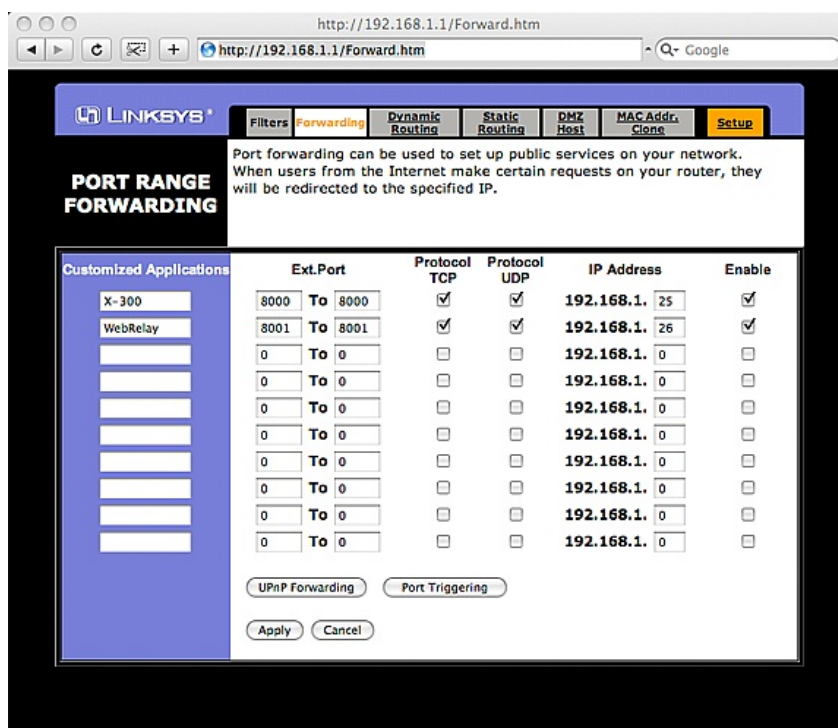 http://192.168.1.1/Forward.htm
http://192.168.1.1/Forward.htm
Google
LINKSYS®
Filters Forwarding Dynamic Routing Static Routing DMZ Host MAC Addr. Clone Setup
PORT RANGE
FORWARDING
Port forwarding can be used to set up public services on your network.
When users from the Internet make certain requests on your router, they
will be redirected to the specified IP.
Customized Applications Ext.Port Protocol TCP Protocol UDP IP Address Enable
X-300 8000 To 8000 192.168.1. 25
WebRelay 8001 To 8001 192.168.1. 26
0 To 0 192.168.1. 0
0 To 0 192.168.1. 0
0 To 0 192.168.1. 0
0 To 0 192.168.1. 0
0 To 0 192.168.1. 0
0 To 0 192.168.1. 0
0 To 0 192.168.1. 0
0 To 0 192.168.1. 0
UPnP Forwarding Port Triggering
Apply Cancel